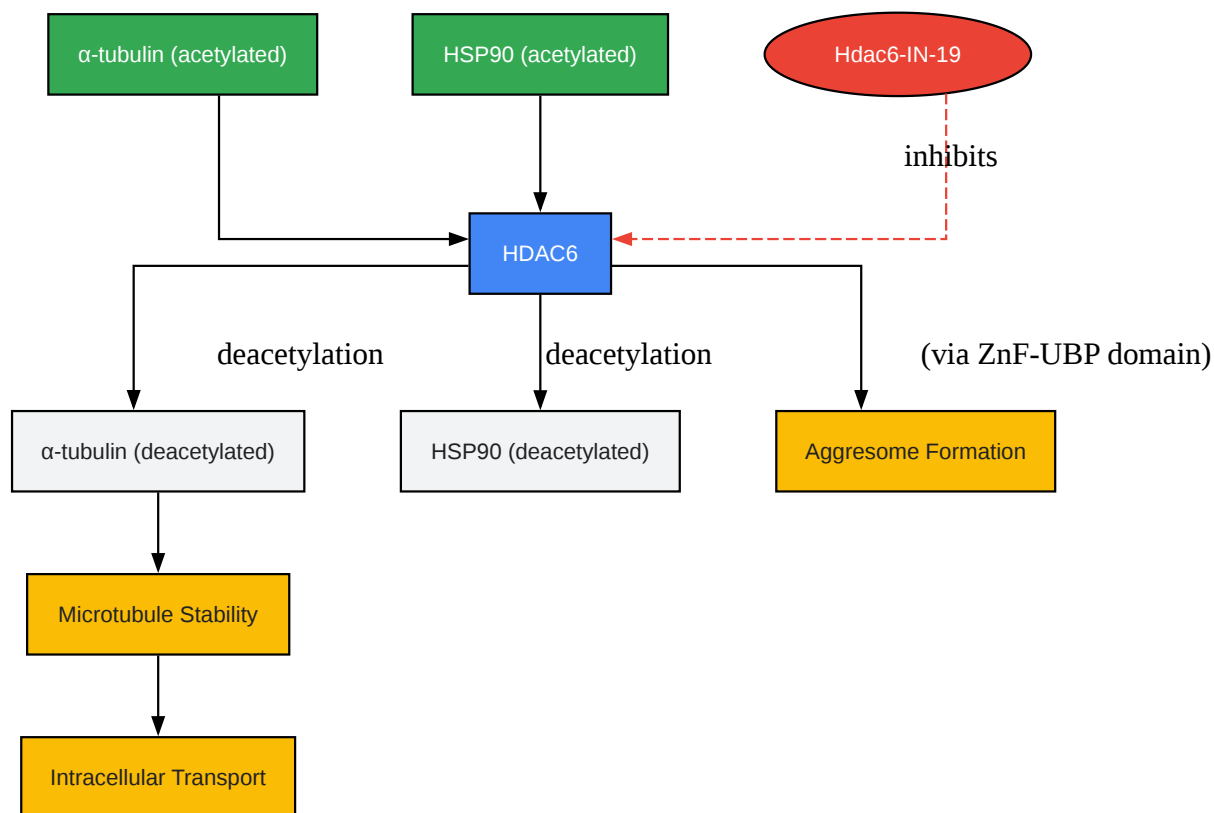 α-tubulin (acetylated)
HSP90 (acetylated)
Hdac6-IN-19
inhibits
HDAC6
deacetylation
deacetylation
(via ZnF-UBP domain)
α-tubulin (deacetylated)
HSP90 (deacetylated)
Aggresome Formation
Microtubule Stability
Intracellular Transport